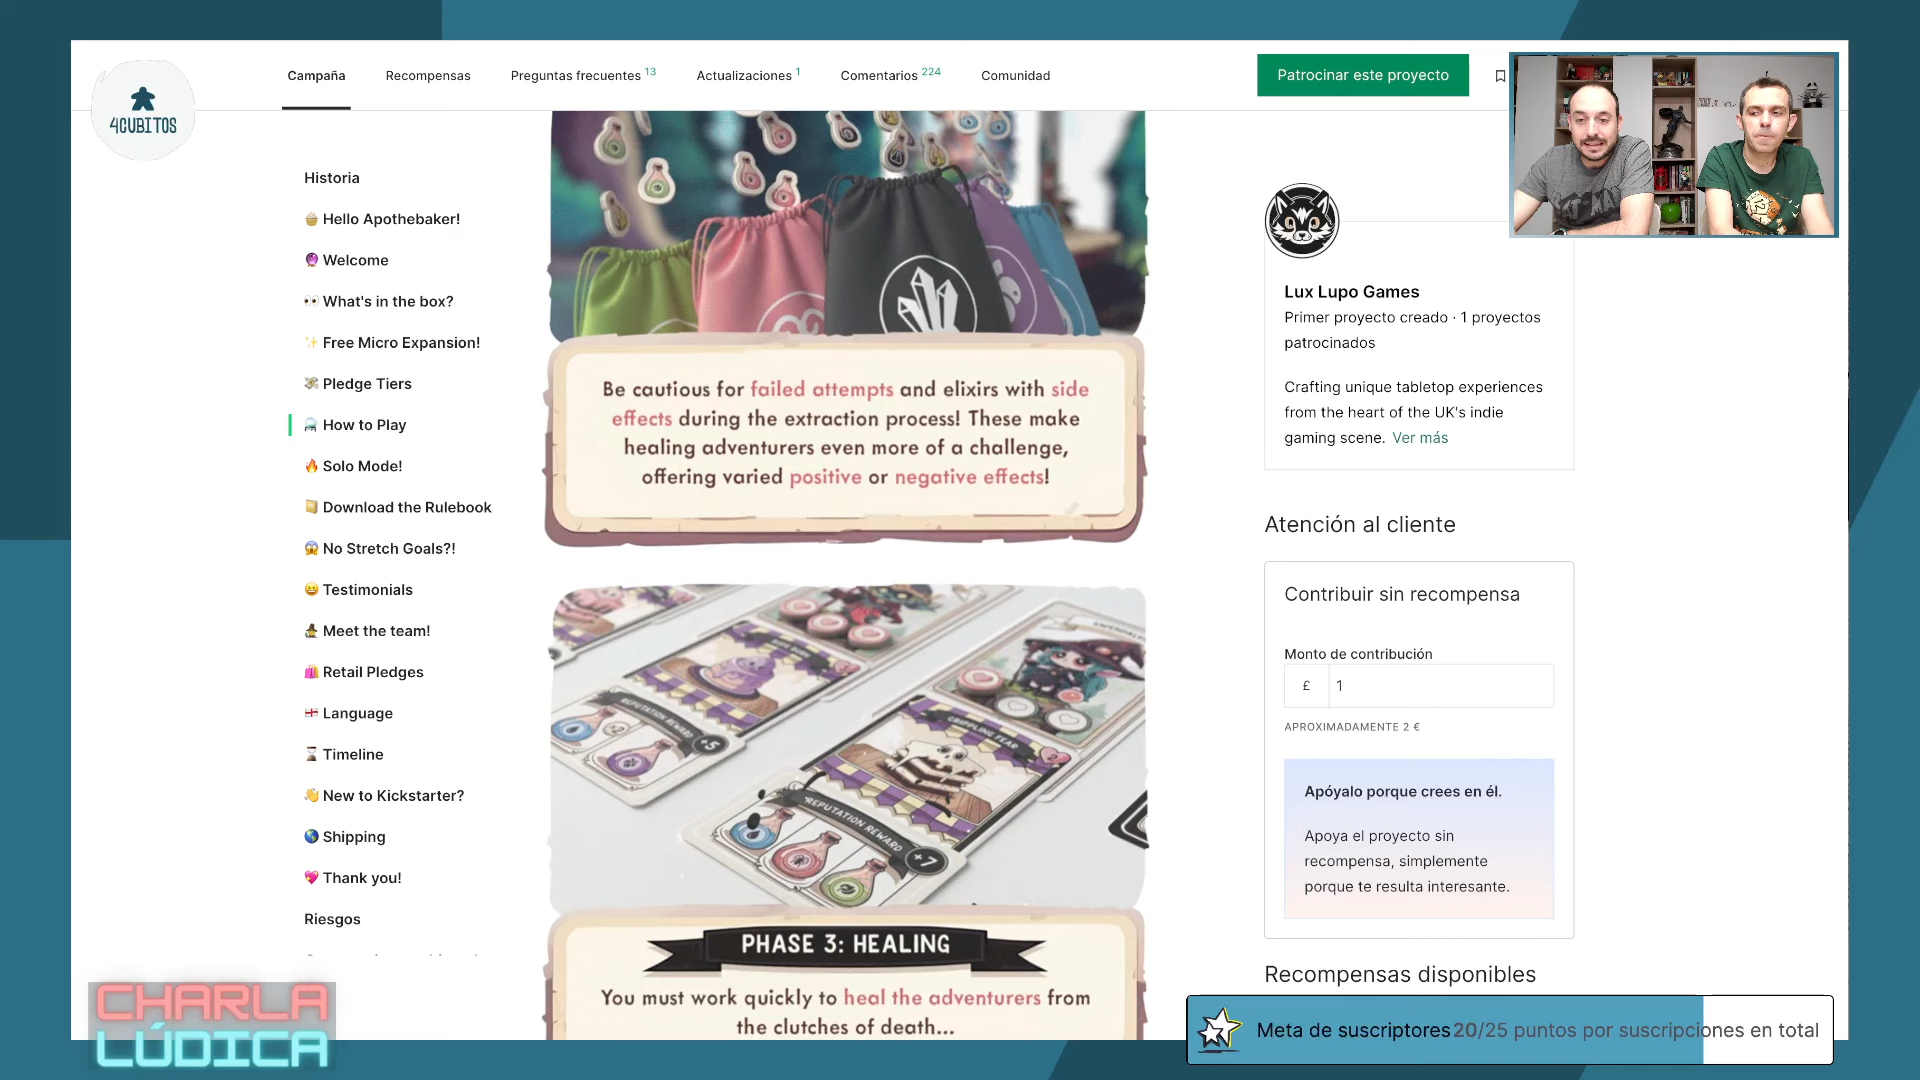 4CUBITOS
Campaña
Recompensas
Preguntas frecuentes 13
Actualizaciones 1
Comentarios 224
Comunidad
Patrocinar este proyecto
Historia
Hello Apothebaker!
Welcome
What's in the box?
Free Micro Expansion!
Pledge Tiers
How to Play
Solo Mode!
Download the Rulebook
No Stretch Goals?!
Testimonials
Meet the team!
Retail Pledges
Language
Timeline
New to Kickstarter?
Shipping
Thank you!
Riesgos
Be cautious for failed attempts and elixirs with side
effects during the extraction process! These make
healing adventurers even more of a challenge,
offering varied positive or negative effects!
REPUTATION REWARD
+5
CRIPPLING FEAR
2
REPUTATION REWARD
+7
PHASE 3: HEALING
You must work quickly to heal the adventurers from
the clutches of death...
Lux Lupo Games
Primer proyecto creado · 1 proyectos
patrocinados
Crafting unique tabletop experiences
from the heart of the UK's indie
gaming scene. Ver más
Atención al cliente
Contribuir sin recompensa
Monto de contribución
£ 1
APROXIMADAMENTE 2 €
Apóyalo porque crees en él.
Apoya el proyecto sin
recompensa, simplemente
porque te resulta interesante.
Recompensas disponibles
CHARLA
LÚDICA
Meta de suscriptores 20/25 puntos por suscripciones en total